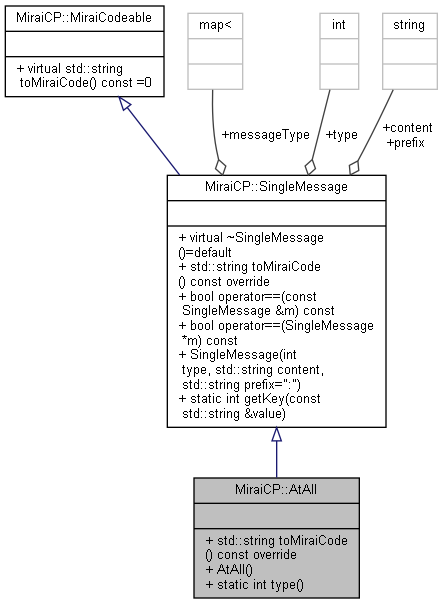 MiraiCP::MiraiCodeable
+ virtual std::string
toMiraiCode() const =0
map<
int
string
+messageType
+type
+content
+prefix
MiraiCP::SingleMessage
+ virtual ~SingleMessage
()=default
+ std::string toMiraiCode
() const override
+ bool operator==(const
SingleMessage &m) const
+ bool operator==(SingleMessage
*m) const
+ SingleMessage(int
type, std::string content,
std::string prefix=":")
+ static int getKey(const
std::string &value)
MiraiCP::AtAll
+ std::string toMiraiCode
() const override
+ AtAll()
+ static int type()